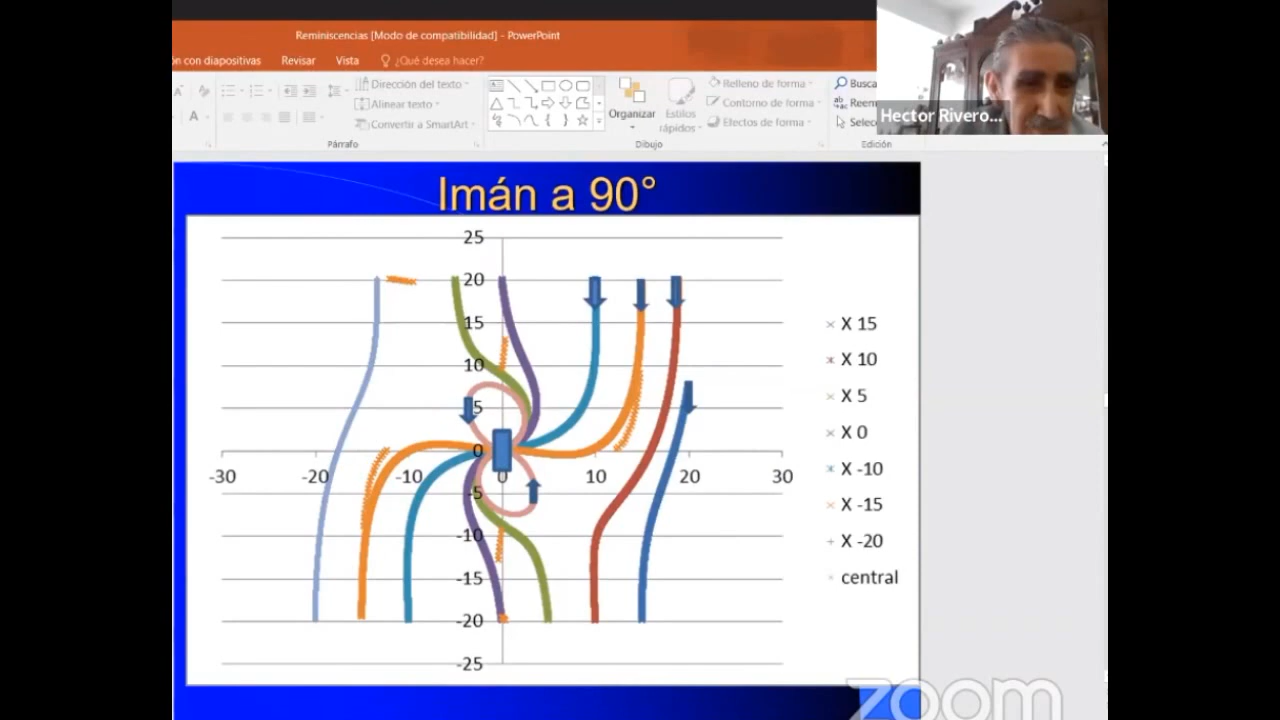 Reminiscencias [Modo de compatibilidad] - PowerPoint
ón con diapositivas Revisar Vista ¿Qué desea hacer?
Dirección del texto
Alinear texto
Convertir a SmartArt
Párrafo
Organizar
Estilos
rápidos
Relleno de forma
Contorno de forma
Efectos de forma
Dibujo
Busca
Reem
Selec
Edición
Hector Rivero...
Imán a 90°
25
20
15
10
5
0
-5
-10
-15
-20
-25
-30 -20 -10 0 10 20 30
X 15
X 10
X 5
X 0
X -10
X -15
X -20
central
zoom